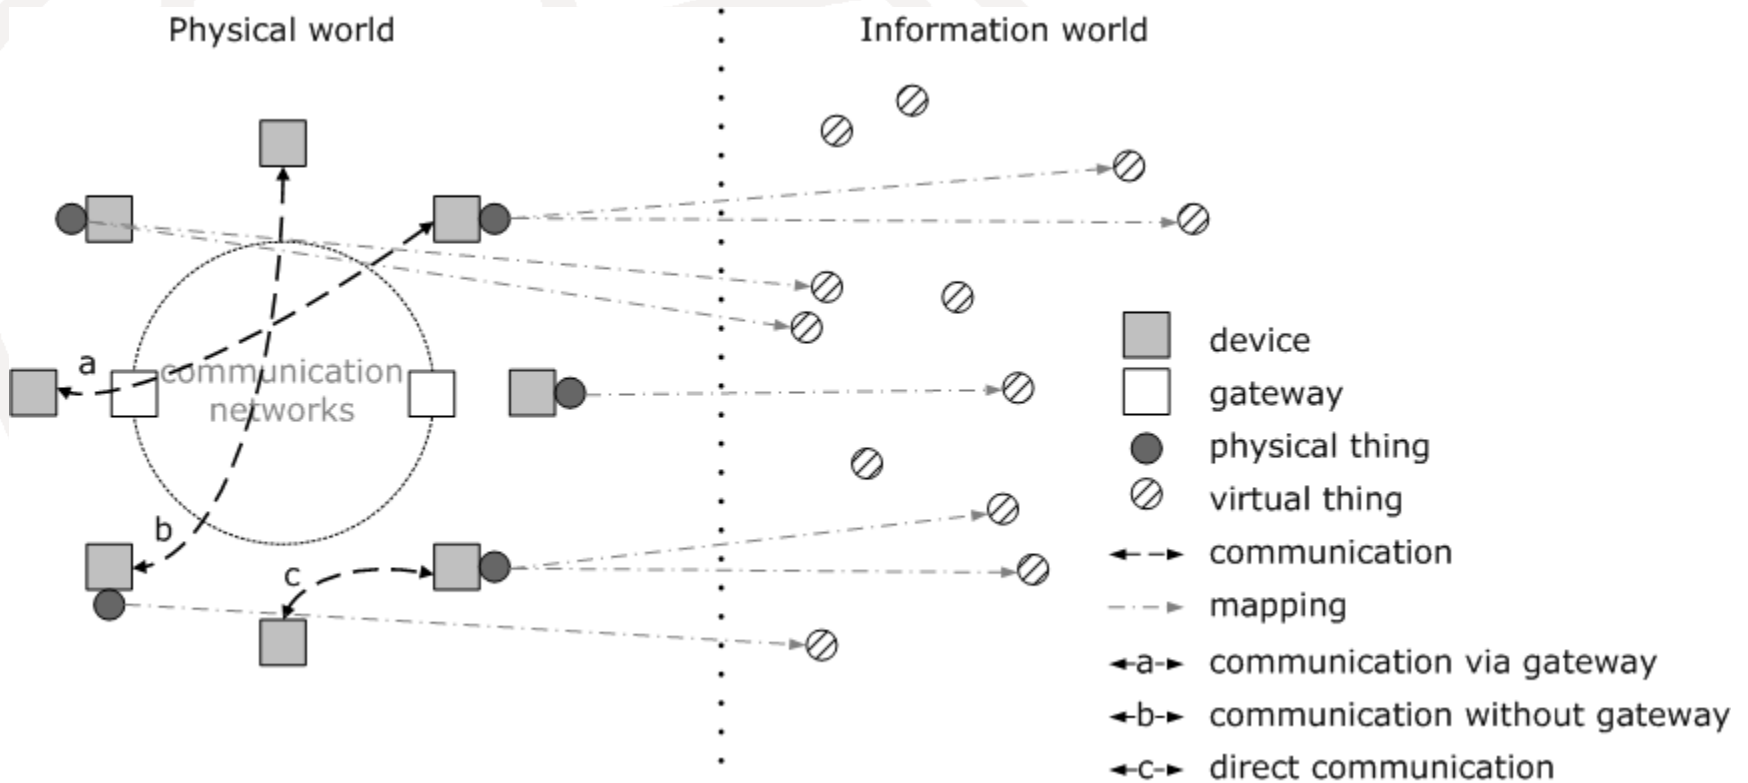 Physical world
Information world
a
communication
networks
b
c
device
gateway
physical thing
virtual thing
communication
mapping
a
communication via gateway
b
communication without gateway
c
direct communication